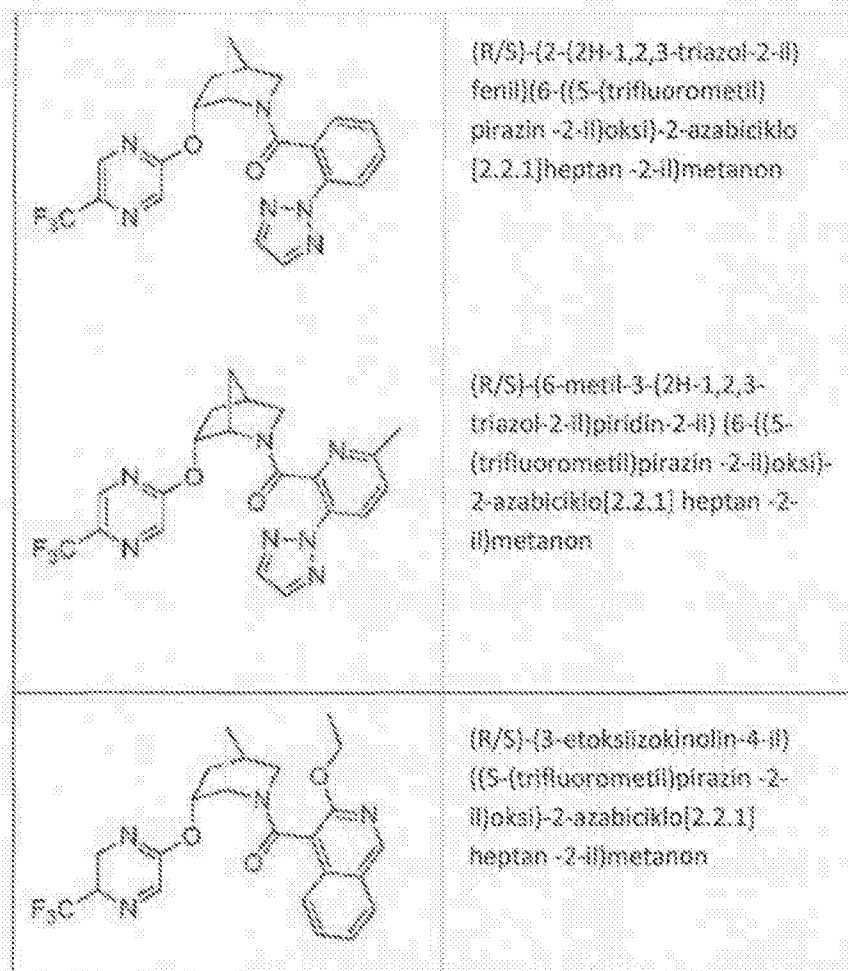 (R/S)-(2-(2H-1,2,3-triazol-2-il)
fenil)(6-((5-(trifluorometil)
pirazin -2-il)oksi)-2-azabiciklo
[2.2.1]heptan -2-il)metanon
N
O
N
O
F₃C
N
N
N
N
(R/S)-(6-metil-3-(2H-1,2,3-
triazol-2-il)piridin-2-il) (6-((5-
(trifluorometil)pirazin -2-il)oksi)-
2-azabiciklo[2.2.1] heptan -2-
il)metanon
N
N
O
N
O
F₃C
N
N
N
N
(R/S)-(3-etoksiizokinolin-4-il)
((5-(trifluorometil)pirazin -2-
il)oksi)-2-azabiciklo[2.2.1]
heptan -2-il)metanon
O
N
N
O
N
O
F₃C
N